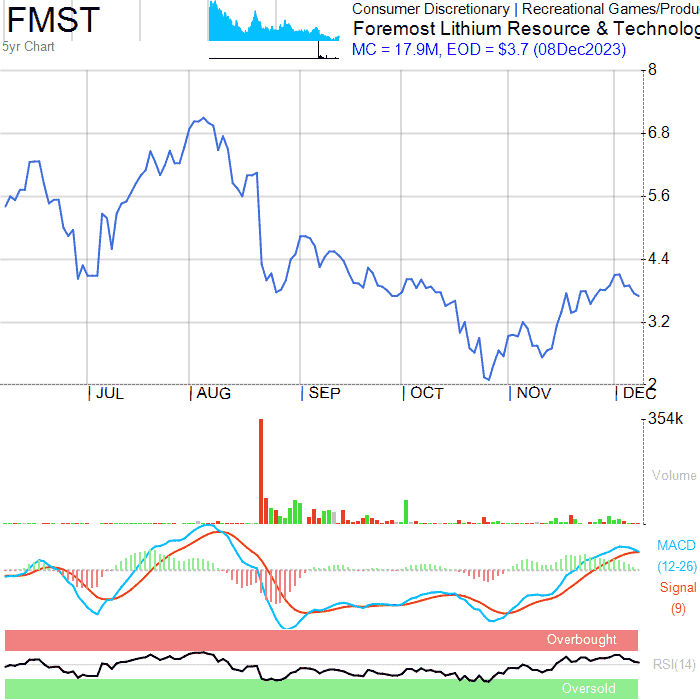 FMST
5yr Chart
Consumer Discretionary | Recreational Games/Produ
Foremost Lithium Resource & Technolog
MC = 17.9M, EOD = $3.7 (08Dec2023)
8
6.8
5.6
4.4
3.2
2
JUL
AUG
SEP
OCT
NOV
DEC
354k
Volume
MACD
(12-26)
Signal
(9)
Overbought
RSI(14)
Oversold